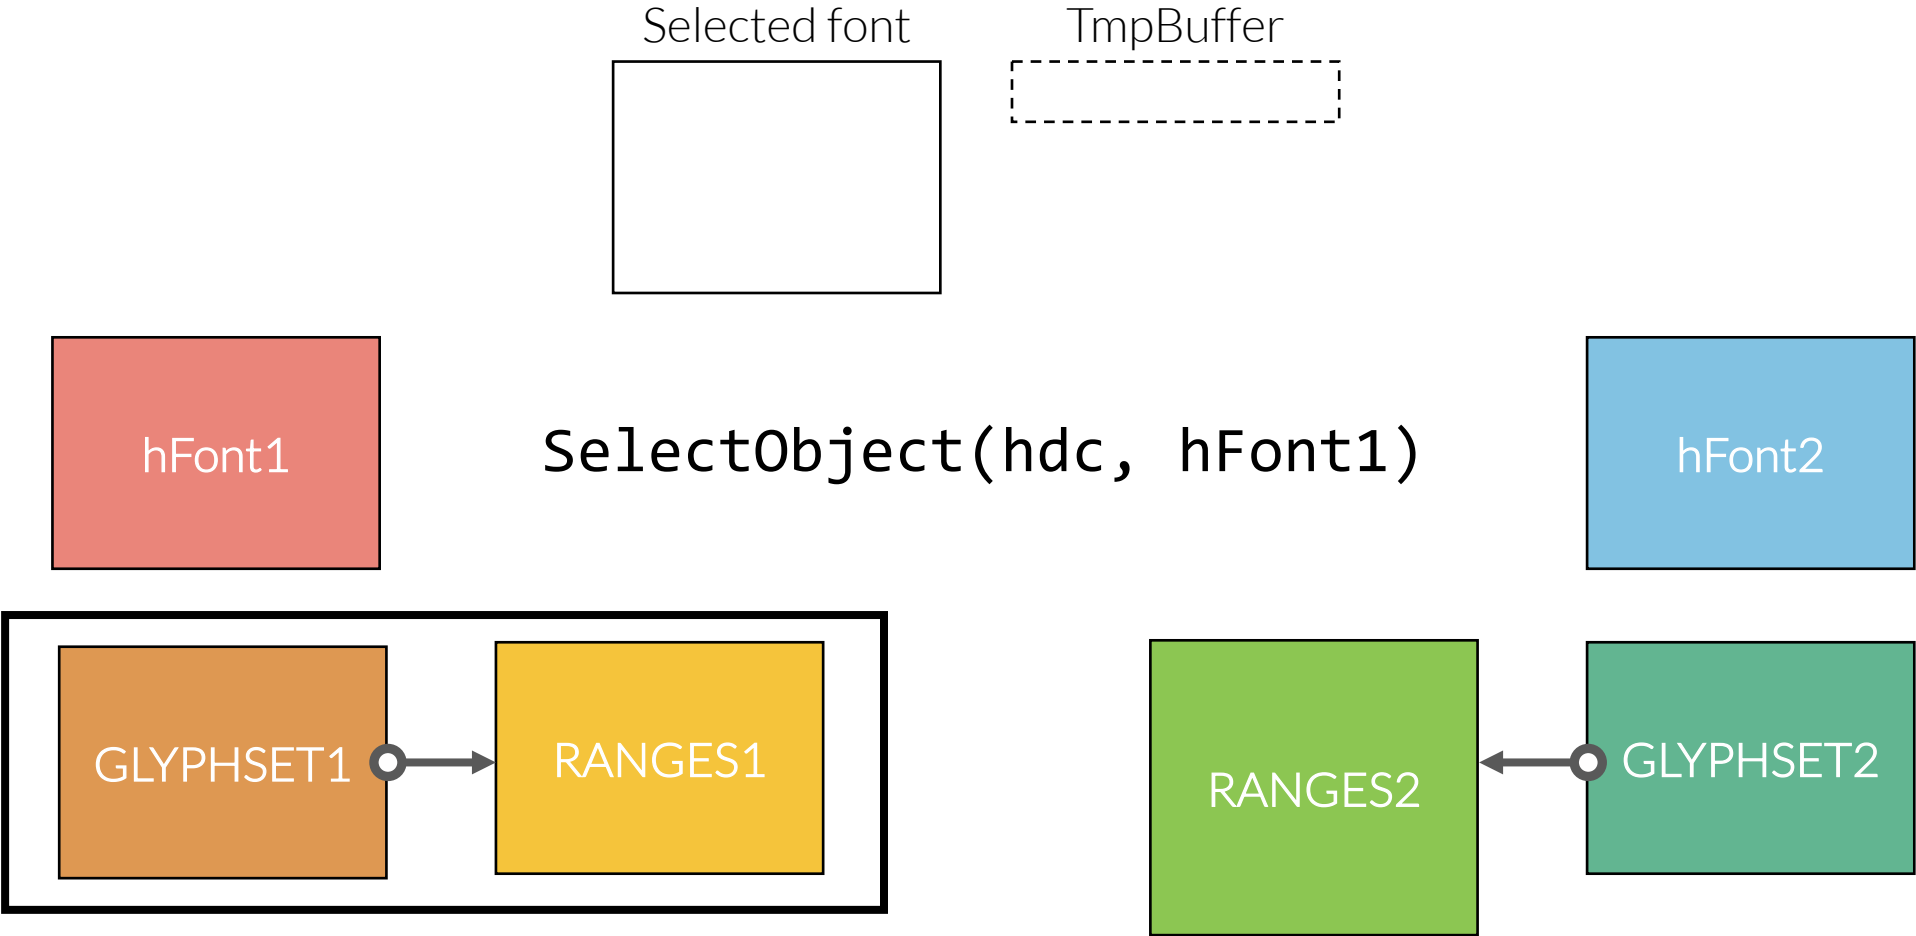 Selected font
TmpBuffer
hFont1
SelectObject(hdc, hFont1)
hFont2
GLYPHSET1
RANGES1
RANGES2
GLYPHSET2